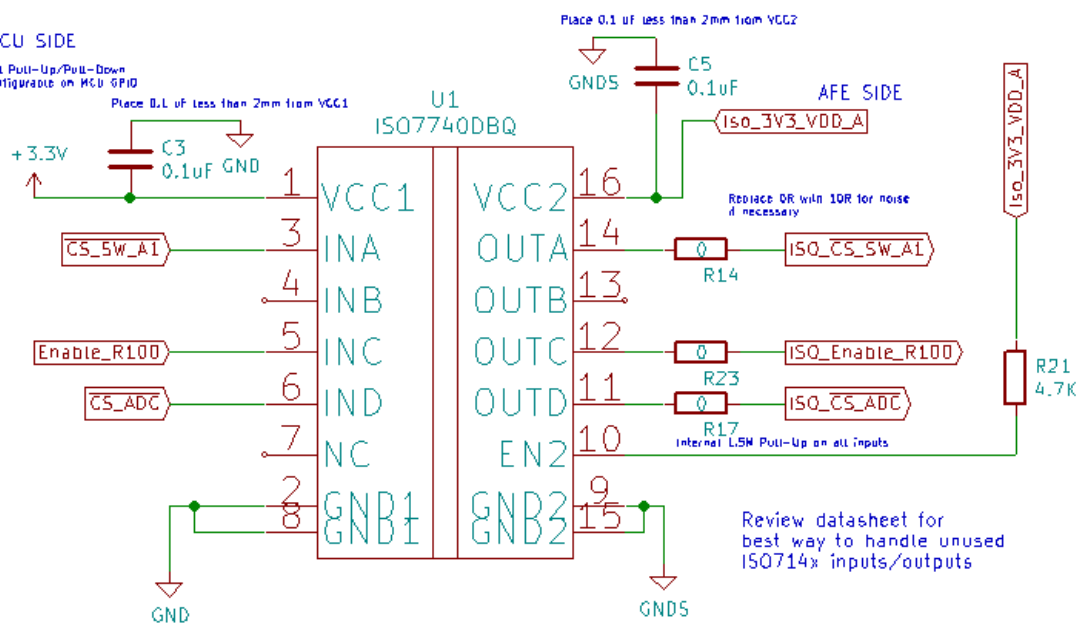 Place 0.1 uF less than 2mm from VCC2
CU SIDE
Pull-Up/Pull-Down
on MCU GPIO
Place 0.1 uF less than 2mm from VCC1
GNDS
C5
0.1uF
AFE SIDE
U1
ISO7740DBQ
Iso_3V3_VDD_A
Iso_3V3_VDD_A
+3.3V
C3
0.1uF
GND
1
VCC1
VCC2
16
Replace 0R with 10R for noise
if necessary
CS_SW_A1
3
INA
OUTA
14
0
R14
ISO_CS_SW_A1
4
INB
OUTB
13
Enable_R100
5
INC
OUTC
12
0
R23
ISO_Enable_R100
R21
4.7K
CS_ADC
6
IND
OUTD
11
0
R17
ISO_CS_ADC
Internal 1.5M Pull-Up on all inputs
7
NC
EN2
10
2
GND1
GND2
9
8
GND1
GND2
15
Review datasheet for
best way to handle unused
ISO714x inputs/outputs
GND
GNDS